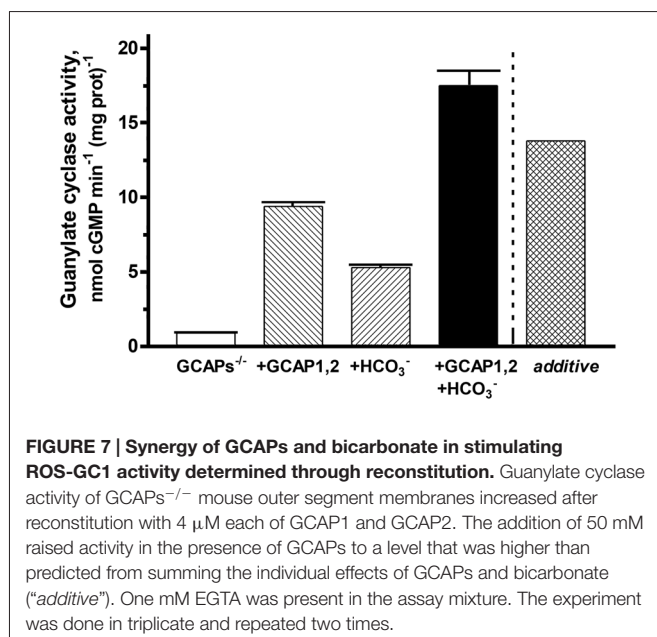 Guanylate cyclase activity,
nmol cGMP min⁻¹ (mg prot)⁻¹
20
15
10
5
0
GCAPs⁻/⁻ +GCAP1,2 +HCO₃⁻ +GCAP1,2 additive
+HCO₃⁻
FIGURE 7 | Synergy of GCAPs and bicarbonate in stimulating
ROS-GC1 activity determined through reconstitution. Guanylate cyclase
activity of GCAPs⁻/⁻ mouse outer segment membranes increased after
reconstitution with 4 μM each of GCAP1 and GCAP2. The addition of 50 mM
raised activity in the presence of GCAPs to a level that was higher than
predicted from summing the individual effects of GCAPs and bicarbonate
(“additive”). One mM EGTA was present in the assay mixture. The experiment
was done in triplicate and repeated two times.